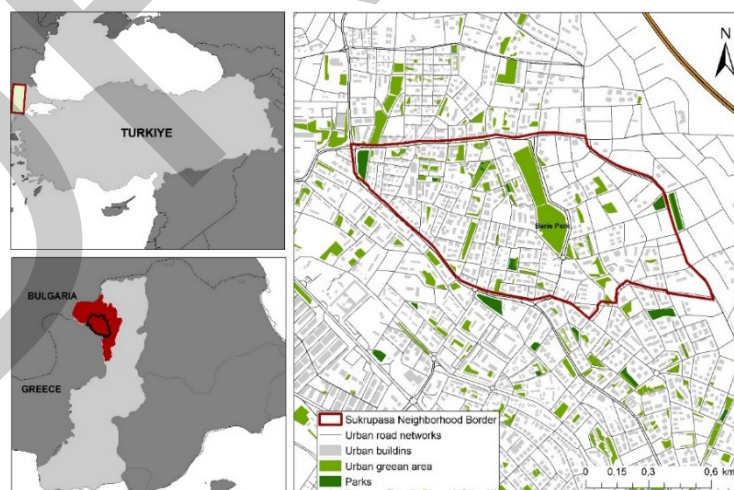 TURKIYE
BULGARIA
GREECE
N
Baris Park
Sukrupasa Neighborhood Border
Urban road networks
Urban buildins
Urban greean area
Parks
0 0,15 0,3 0,6 km